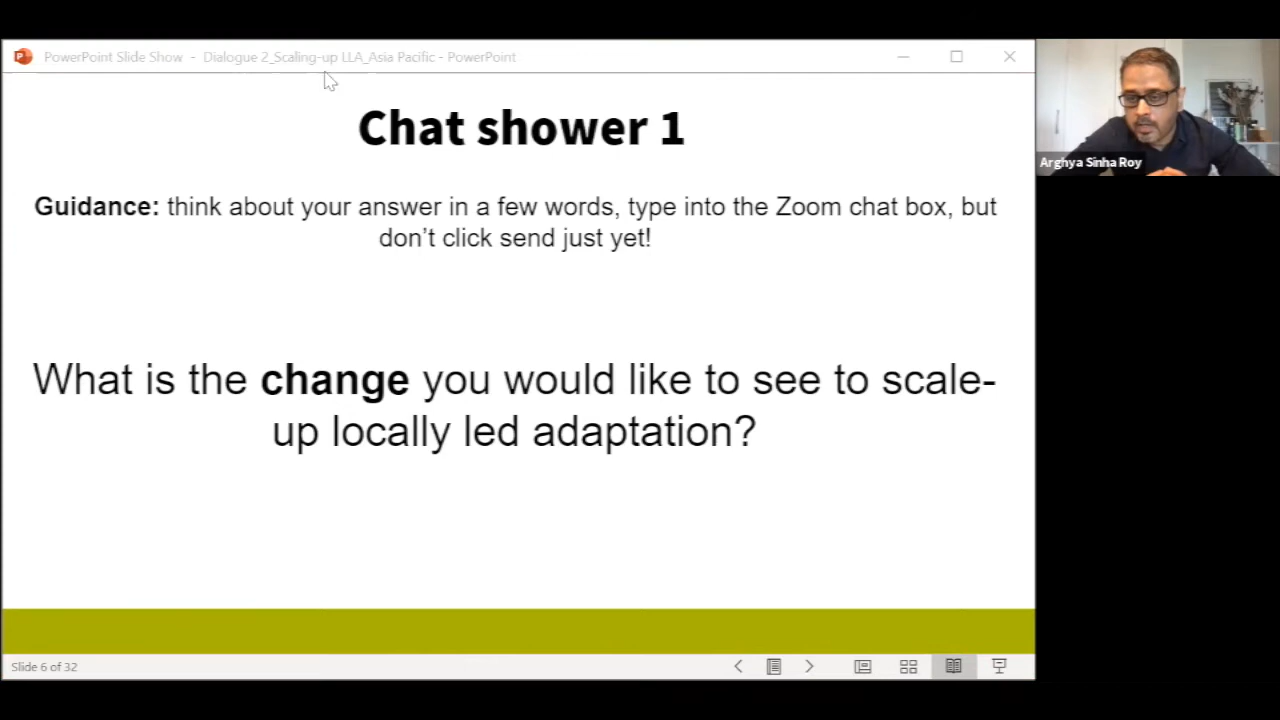 PowerPoint Slide Show - Dialogue 2_Scaling-up LLA_Asia Pacific - PowerPoint
Chat shower 1
Guidance: think about your answer in a few words, type into the Zoom chat box, but
don’t click send just yet!
What is the change you would like to see to scale-
up locally led adaptation?
Slide 6 of 32
Arghya Sinha Roy